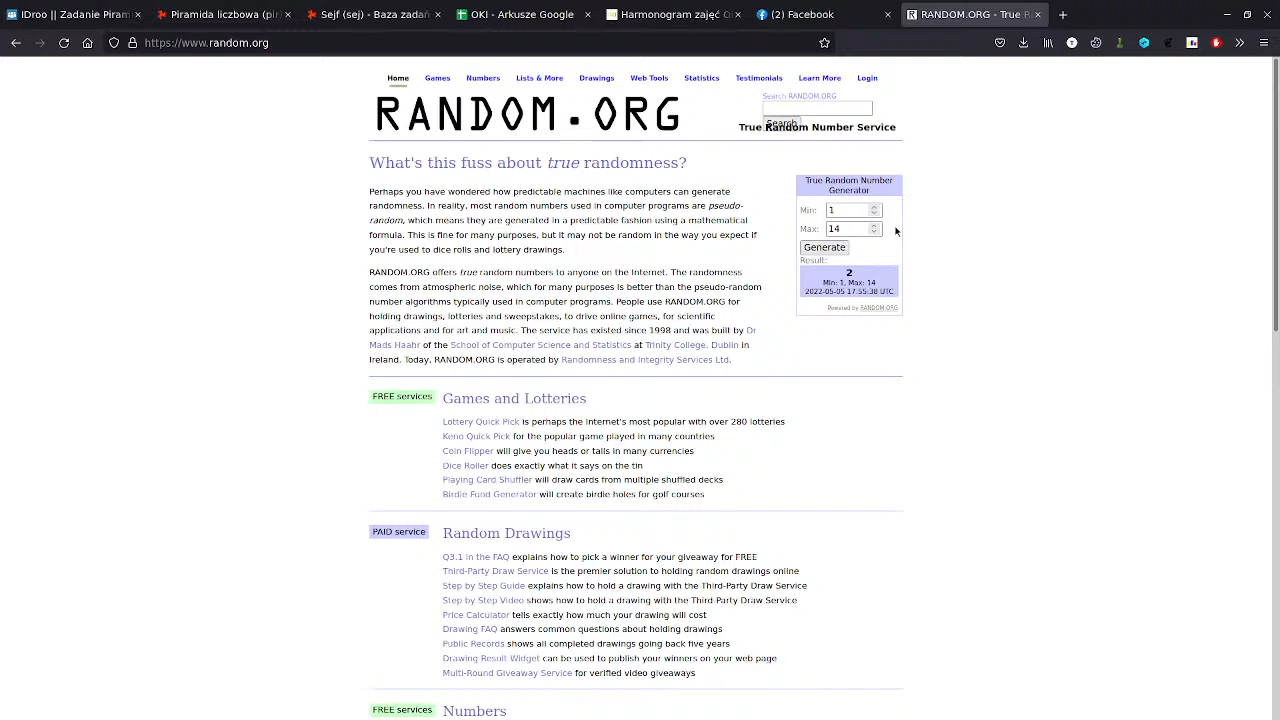 iDroo || Zadanie Piram
Piramida liczbowa (pir
Sejf (sej) - Baza zadań
OKI - Arkusze Google
Harmonogram zajęć O
(2) Facebook
RANDOM.ORG - True R
https://www.random.org
Home Games Numbers Lists & More Drawings Web Tools Statistics Testimonials Learn More Login
Search RANDOM.ORG
RANDOM.ORG
Search
True Random Number Service
What's this fuss about true randomness?
Perhaps you have wondered how predictable machines like computers can generate
randomness. In reality, most random numbers used in computer programs are pseudo-
random, which means they are generated in a predictable fashion using a mathematical
formula. This is fine for many purposes, but it may not be random in the way you expect if
you're used to dice rolls and lottery drawings.
RANDOM.ORG offers true random numbers to anyone on the Internet. The randomness
comes from atmospheric noise, which for many purposes is better than the pseudo-random
number algorithms typically used in computer programs. People use RANDOM.ORG for
holding drawings, lotteries and sweepstakes, to drive online games, for scientific
applications and for art and music. The service has existed since 1998 and was built by Dr
Mads Haahr of the School of Computer Science and Statistics at Trinity College, Dublin in
Ireland. Today, RANDOM.ORG is operated by Randomness and Integrity Services Ltd.
True Random Number
Generator
Min: 1
Max: 14
Generate
Result:
2
Min: 1, Max: 14
2022-05-05 17:55:38 UTC
Powered by RANDOM.ORG
FREE services
Games and Lotteries
Lottery Quick Pick is perhaps the Internet's most popular with over 280 lotteries
Keno Quick Pick for the popular game played in many countries
Coin Flipper will give you heads or tails in many currencies
Dice Roller does exactly what it says on the tin
Playing Card Shuffler will draw cards from multiple shuffled decks
Birdie Fund Generator will create birdie holes for golf courses
PAID service
Random Drawings
Q3.1 in the FAQ explains how to pick a winner for your giveaway for FREE
Third-Party Draw Service is the premier solution to holding random drawings online
Step by Step Guide explains how to hold a drawing with the Third-Party Draw Service
Step by Step Video shows how to hold a drawing with the Third-Party Draw Service
Price Calculator tells exactly how much your drawing will cost
Drawing FAQ answers common questions about holding drawings
Public Records shows all completed drawings going back five years
Drawing Result Widget can be used to publish your winners on your web page
Multi-Round Giveaway Service for verified video giveaways
FREE services
Numbers